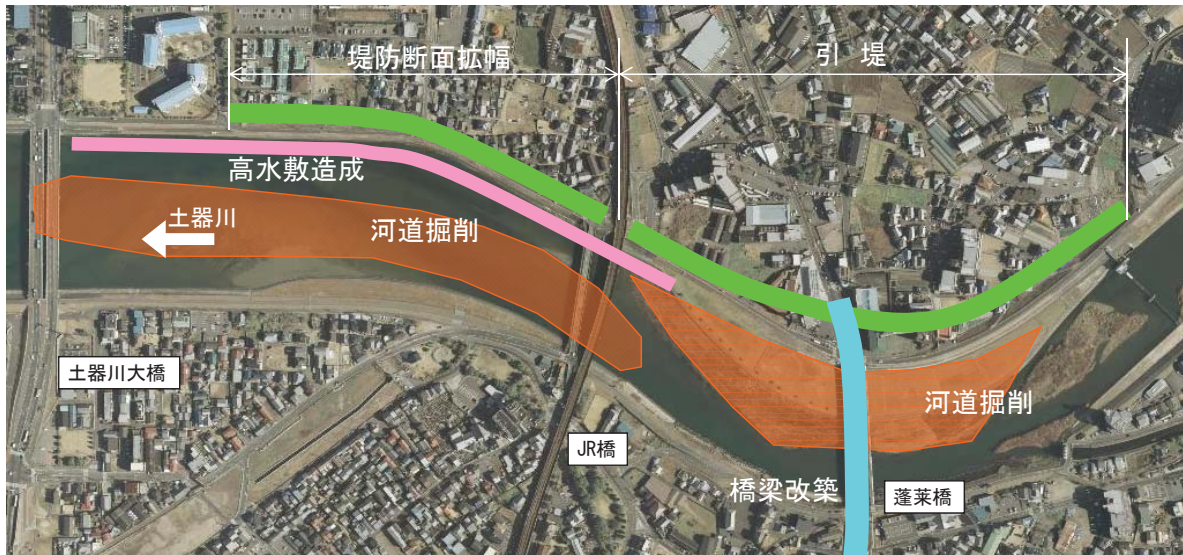 堤防断面拡幅
引 堤
高水敷造成
土器川
河道掘削
土器川大橋
JR橋
河道掘削
橋梁改築
蓬莱橋